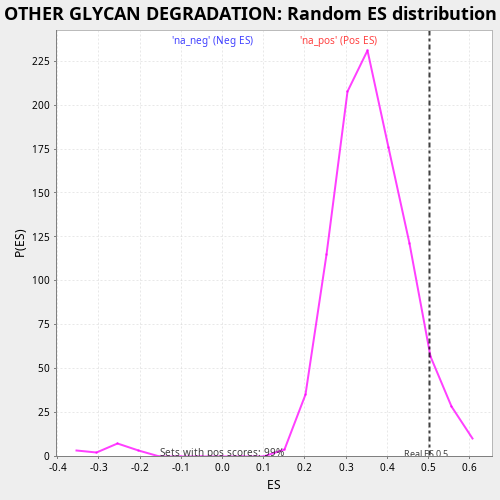 OTHER GLYCAN DEGRADATION: Random ES distribution
'na_neg' (Neg ES) 'na_pos' (Pos ES)
225
200
175
150
125
100
75
50
25
0
P(ES)
Sets with pos scores: 99%
Real ES 0.5
-0.4 -0.3 -0.2 -0.1 0.0 0.1 0.2 0.3 0.4 0.5 0.6
ES